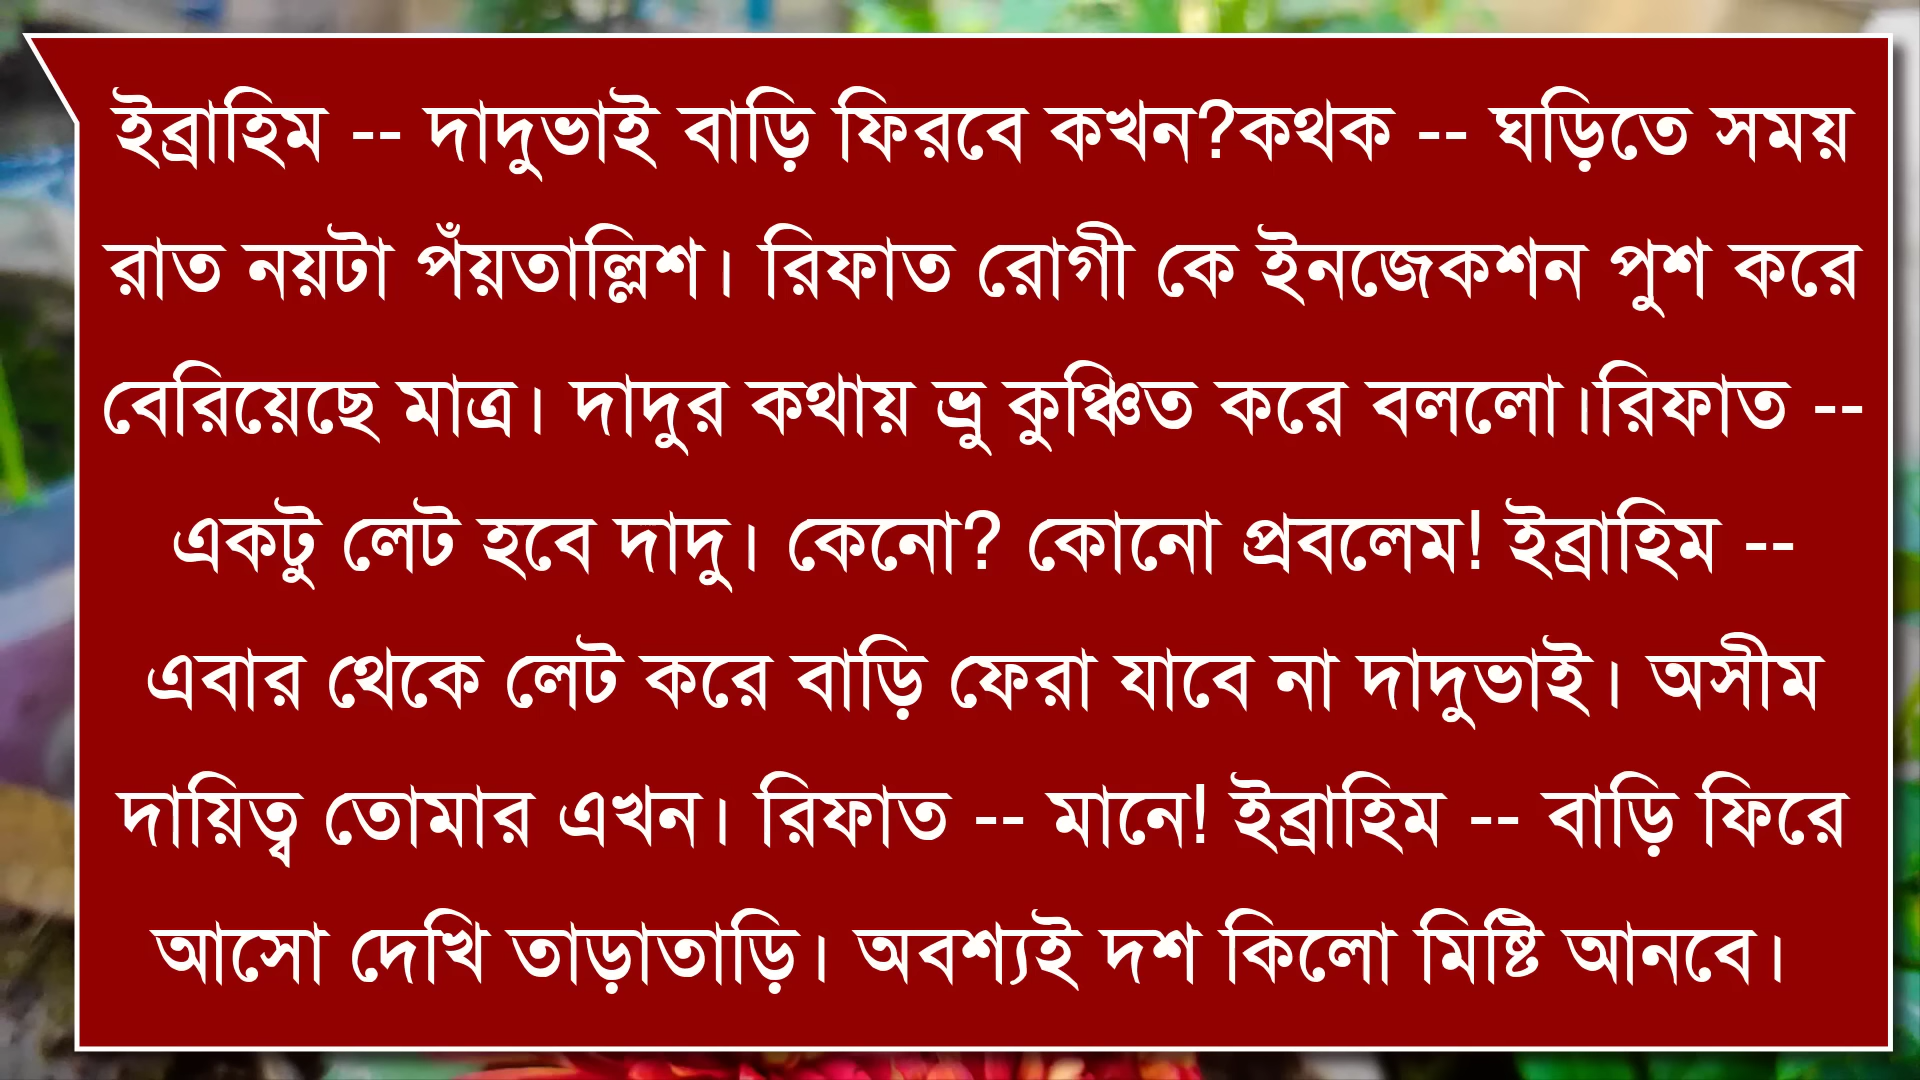 ইব্রাহিম -- দাদুভাই বাড়ি ফিরবে কখন?কথক -- ঘড়িতে সময়
রাত নয়টা পঁয়তাল্লিশ। রিফাত রোগী কে ইনজেকশন পুশ করে
বেরিয়েছে মাত্র। দাদুর কথায় ভ্রু কুঞ্চিত করে বললো।রিফাত --
একটু লেট হবে দাদু। কেনো? কোনো প্রবলেম! ইব্রাহিম --
এবার থেকে লেট করে বাড়ি ফেরা যাবে না দাদুভাই। অসীম
দায়িত্ব তোমার এখন। রিফাত -- মানে! ইব্রাহিম -- বাড়ি ফিরে
আসো দেখি তাড়াতাড়ি। অবশ্যই দশ কিলো মিষ্টি আনবে।